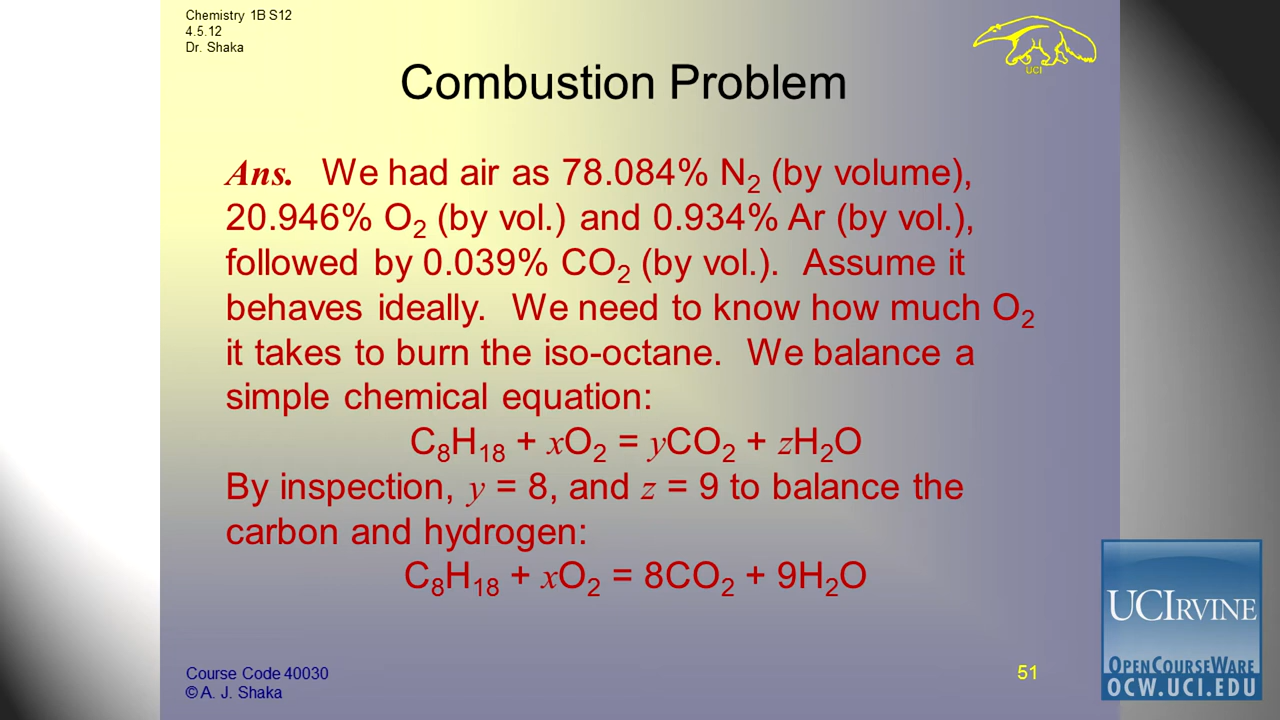 Chemistry 1B S12
4.5.12
Dr. Shaka
UCI
Combustion Problem
Ans. We had air as 78.084% N₂ (by volume),
20.946% O₂ (by vol.) and 0.934% Ar (by vol.),
followed by 0.039% CO₂ (by vol.). Assume it
behaves ideally. We need to know how much O₂
it takes to burn the iso-octane. We balance a
simple chemical equation:
C₈H₁₈ + xO₂ = yCO₂ + zH₂O
By inspection, y = 8, and z = 9 to balance the
carbon and hydrogen:
C₈H₁₈ + xO₂ = 8CO₂ + 9H₂O
Course Code 40030
© A. J. Shaka
51
UCIRVINE
OPENCOURSEWARE
OCW.UCI.EDU